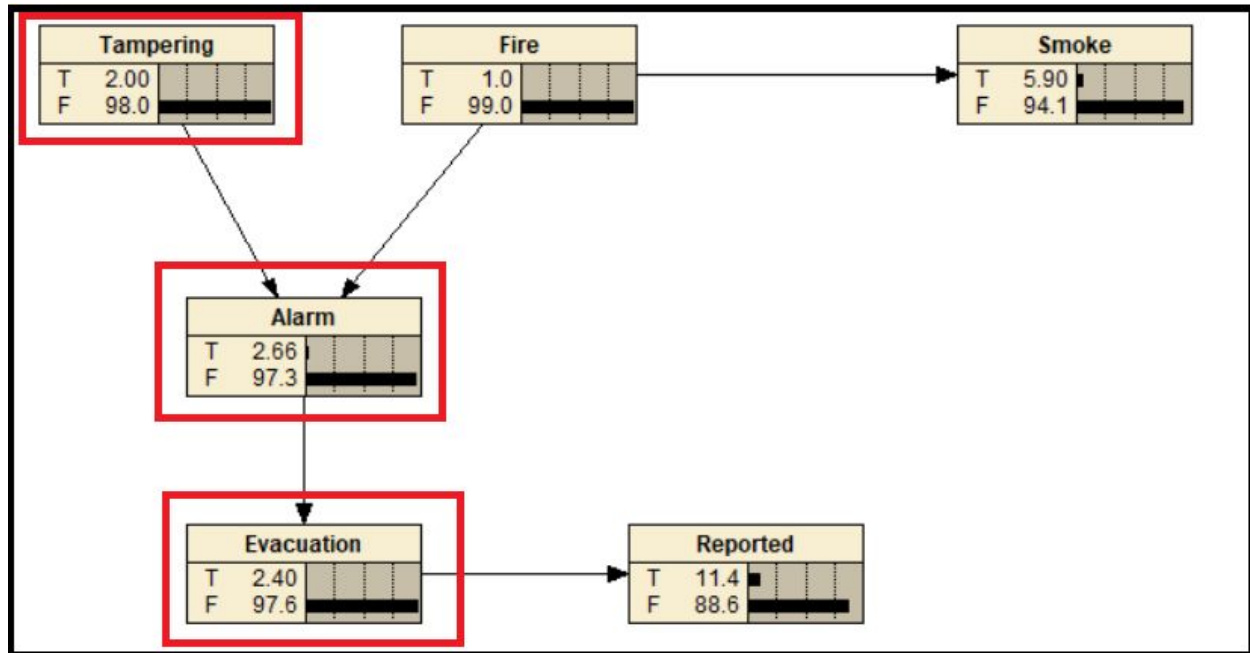 Tampering
T 2.00
F 98.0
Fire
T 1.0
F 99.0
Smoke
T 5.90
F 94.1
Alarm
T 2.66
F 97.3
Evacuation
T 2.40
F 97.6
Reported
T 11.4
F 88.6